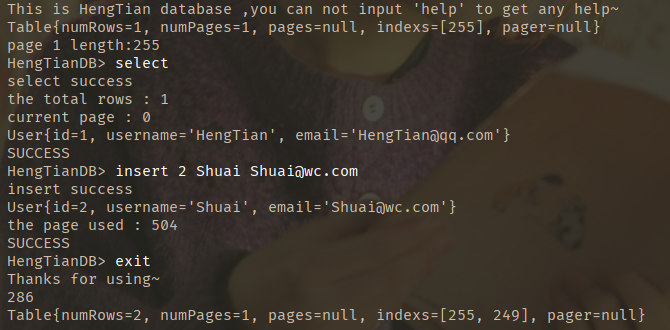 This is HengTian database ,you can not input 'help' to get any help~
Table{numRows=1, numPages=1, pages=null, indexs=[255], pager=null}
page 1 length:255
HengTianDB> select
select success
the total rows : 1
current page : 0
User{id=1, username='HengTian', email='HengTian@qq.com'}
SUCCESS
HengTianDB> insert 2 Shuai Shuai@wc.com
insert success
User{id=2, username='Shuai', email='Shuai@wc.com'}
the page used : 504
SUCCESS
HengTianDB> exit
Thanks for using~
286
Table{numRows=2, numPages=1, pages=null, indexs=[255, 249], pager=null}